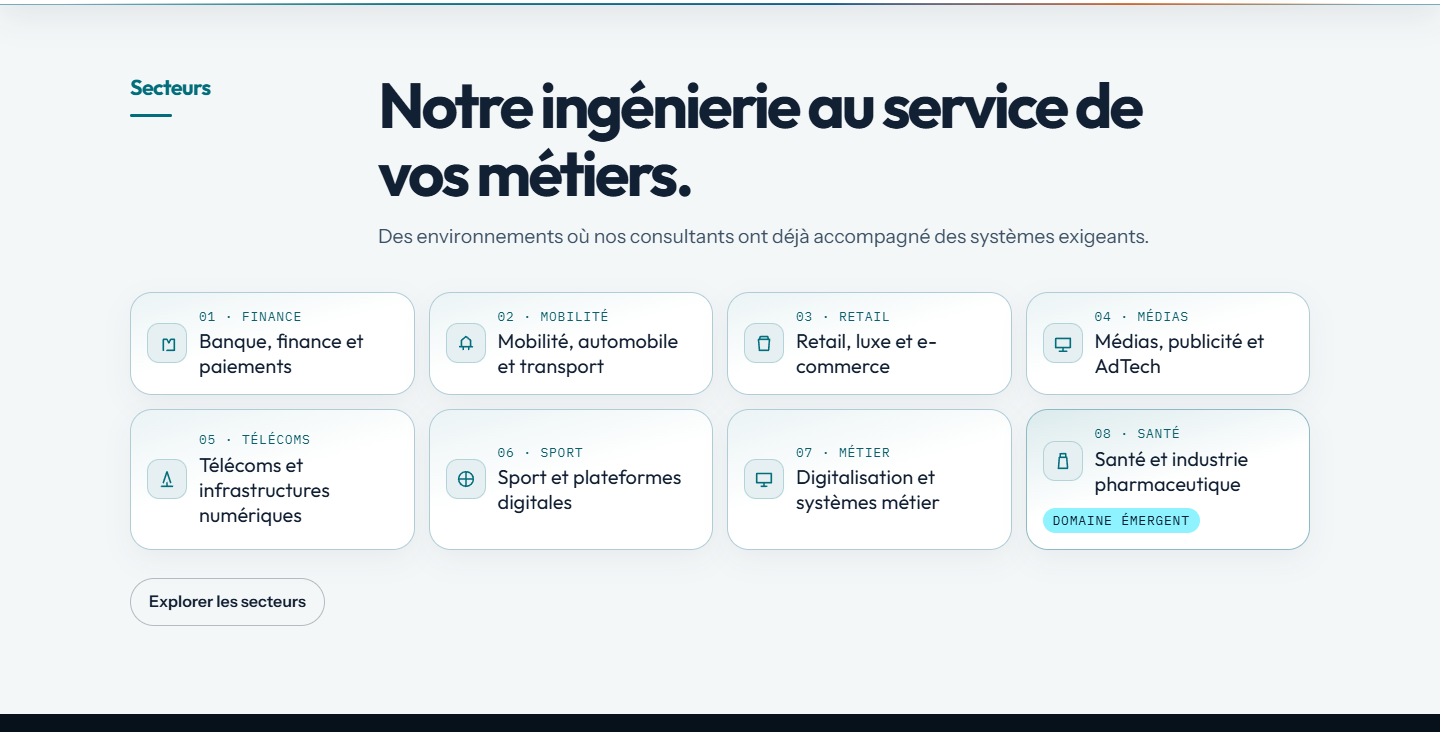 Secteurs
Notre ingénierie au service de
vos métiers.
Des environnements où nos consultants ont déjà accompagné des systèmes exigeants.
01 · FINANCE
Banque, finance et
paiements
02 · MOBILITÉ
Mobilité, automobile
et transport
03 · RETAIL
Retail, luxe et e-
commerce
04 · MÉDIAS
Médias, publicité et
AdTech
05 · TÉLÉCOMS
Télécoms et
infrastructures
numériques
06 · SPORT
Sport et plateformes
digitales
07 · MÉTIER
Digitalisation et
systèmes métier
08 · SANTÉ
Santé et industrie
pharmaceutique
DOMAINE ÉMERGENT
Explorer les secteurs